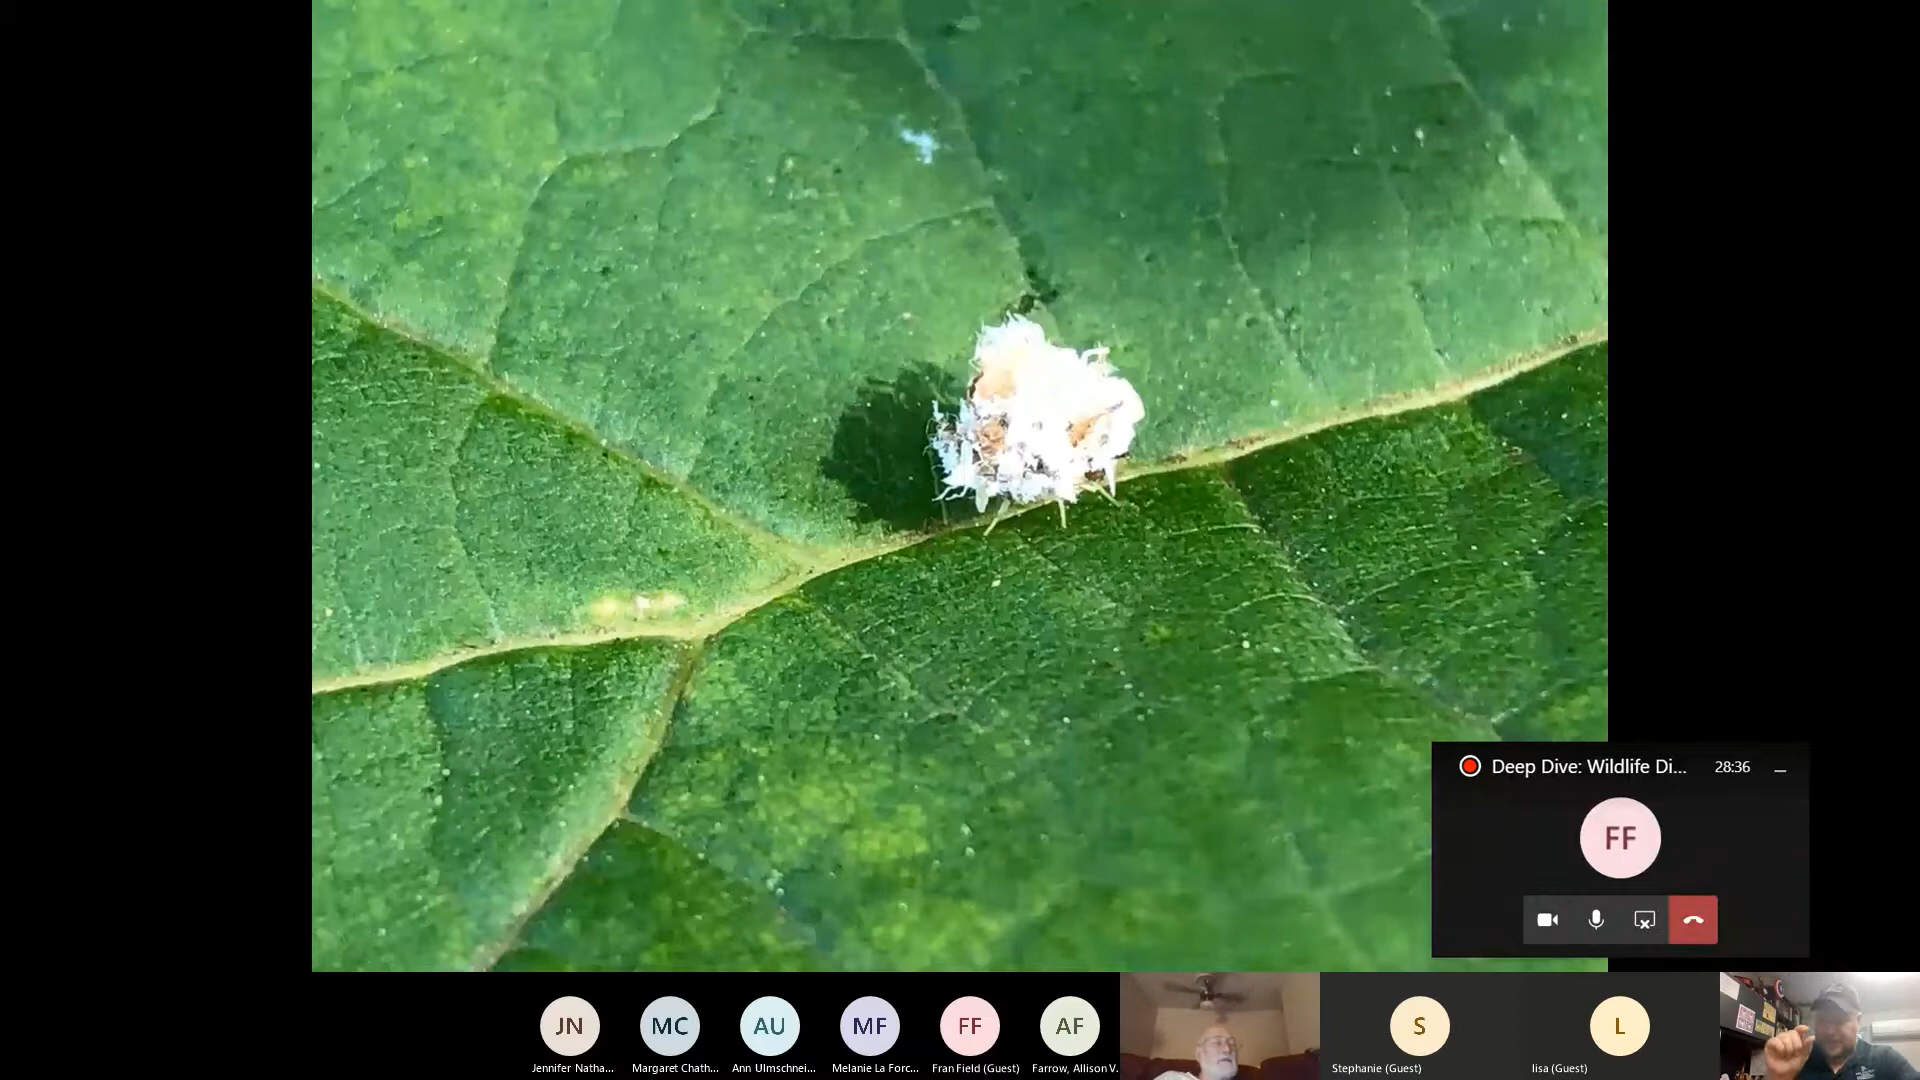 Deep Dive: Wildlife Di... 28:36
FF
JN MC AU MF FF AF S L
Jennifer Natha... Margaret Chath... Ann Ulmschnei... Melanie La Forc... Fran Field (Guest) Farrow, Allison V. Stephanie (Guest) lisa (Guest)